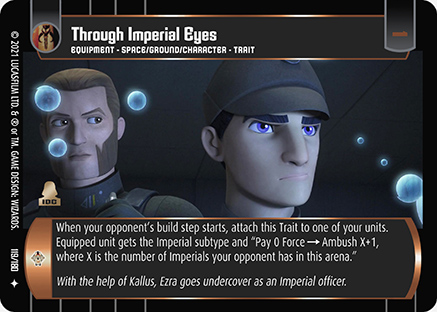 Through Imperial Eyes
EQUIPMENT - SPACE/GROUND/CHARACTER - TRAIT
IDC
When your opponent's build step starts, attach this Trait to one of your units.
Equipped unit gets the Imperial subtype and "Pay 0 Force → Ambush X+1,
where X is the number of Imperials your opponent has in this arena."
With the help of Kallus, Ezra goes undercover as an Imperial officer.
© 2021 LUCASFILM LTD. & ® or TM. GAME DESIGN: WIZARDS.